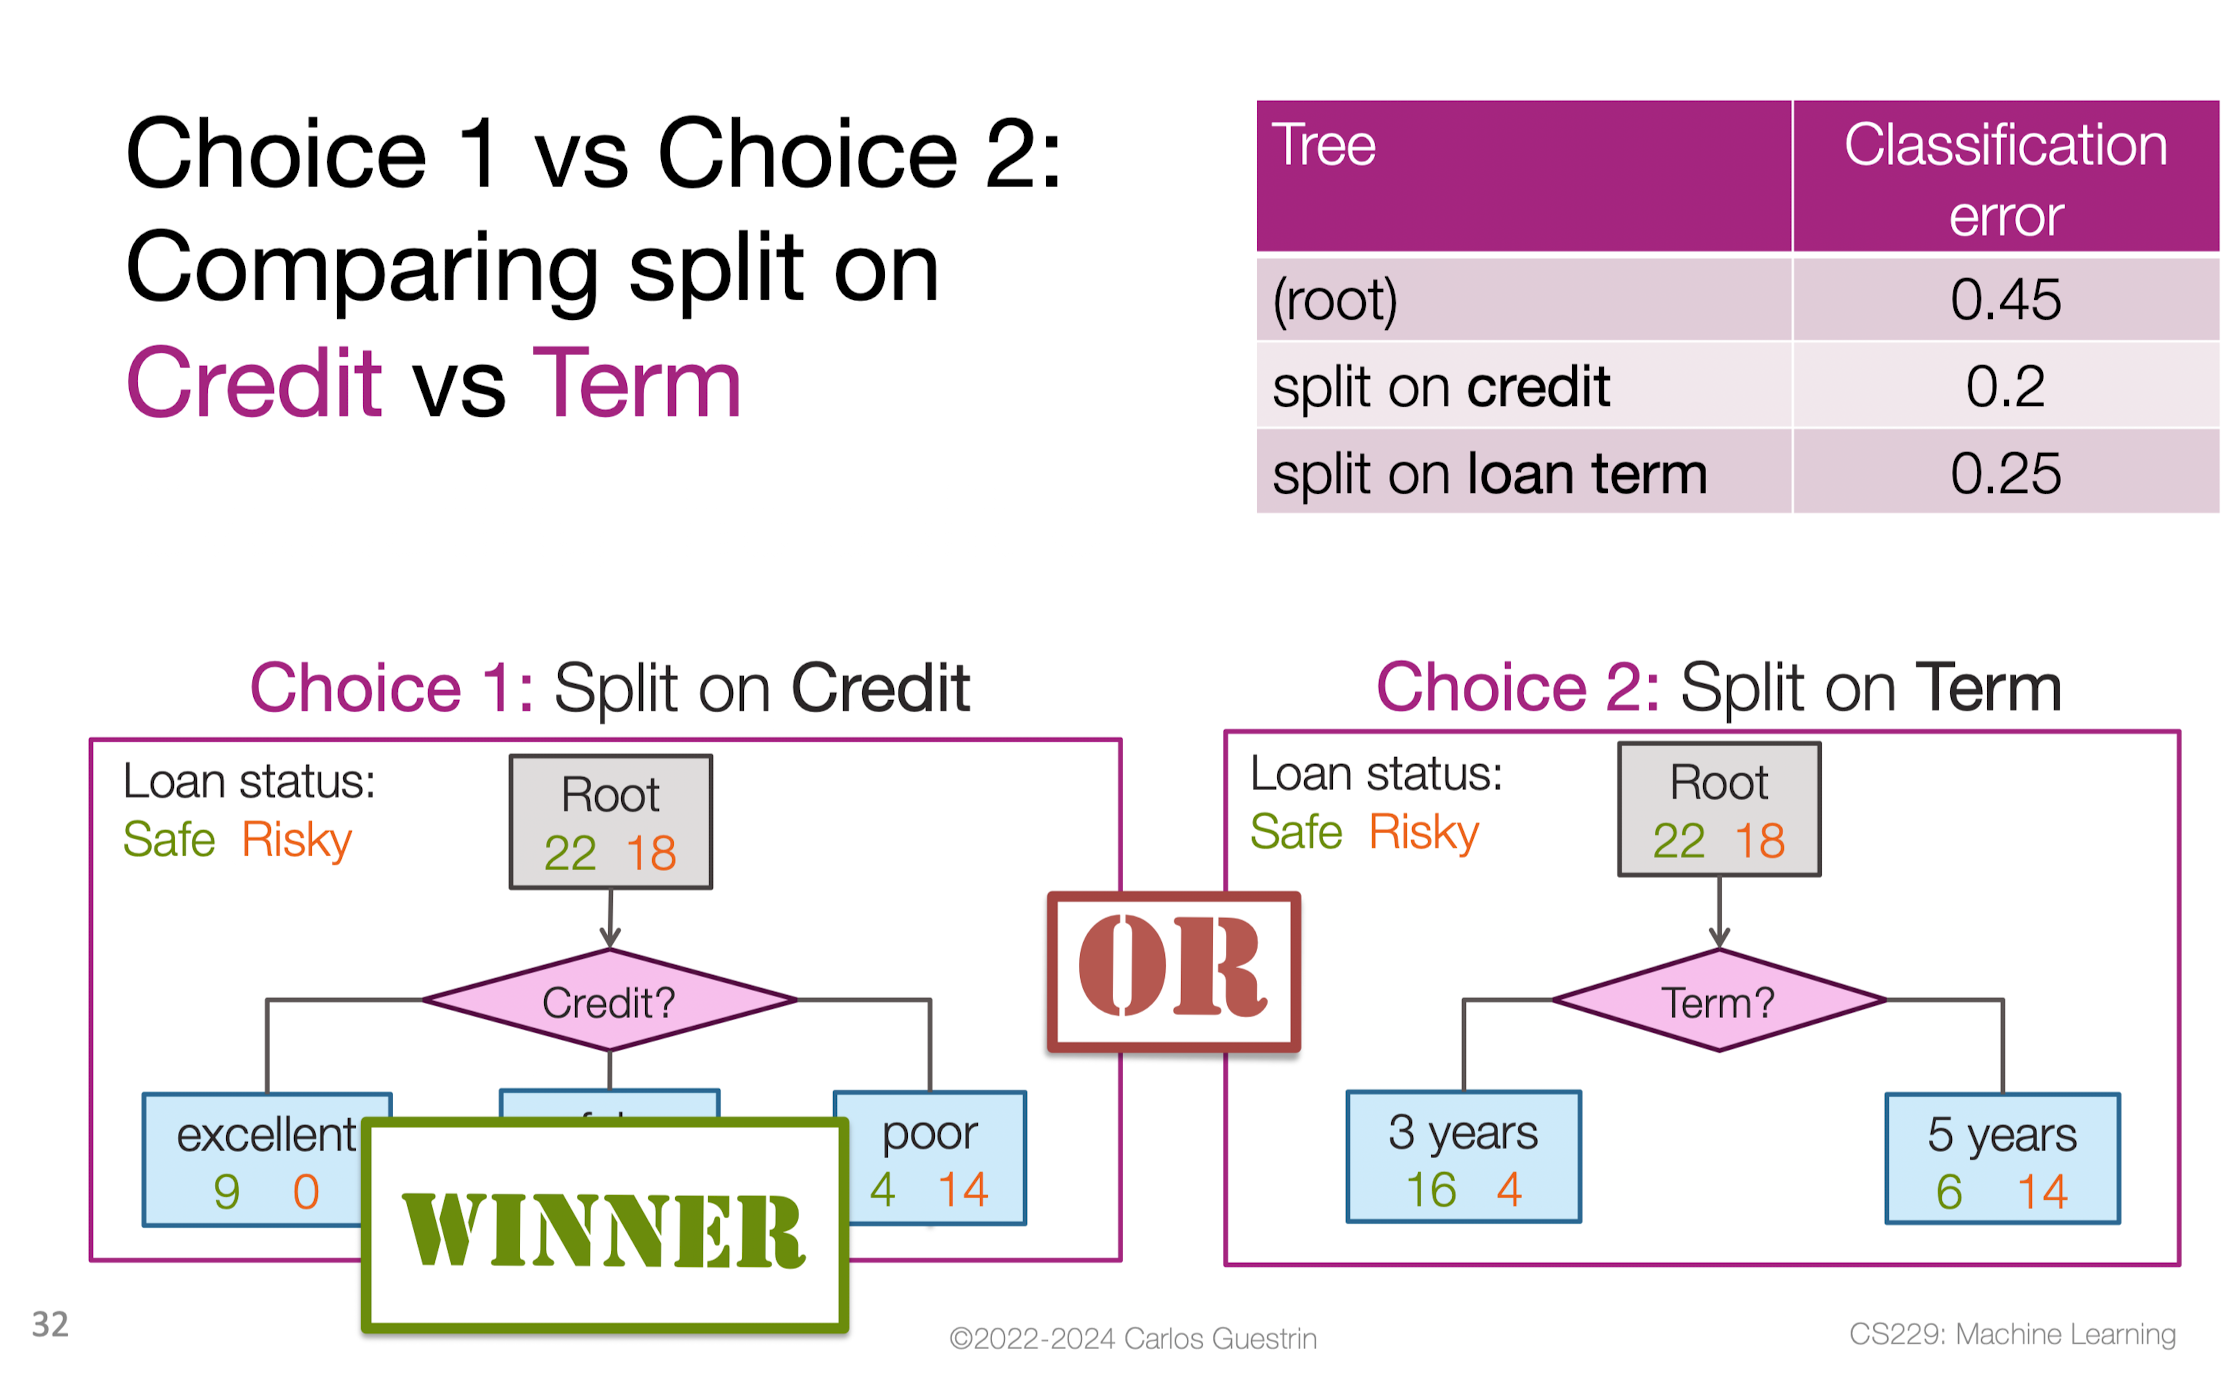 Choice 1 vs Choice 2:
Comparing split on
Credit vs Term
Tree Classification error
(root) 0.45
split on credit 0.2
split on loan term 0.25
Choice 1: Split on Credit
Loan status:
Safe Risky
Root
22 18
Credit?
excellent
9 0
poor
4 14
WINNER
OR
Choice 2: Split on Term
Loan status:
Safe Risky
Root
22 18
Term?
3 years
16 4
5 years
6 14
32
©2022-2024 Carlos Guestrin
CS229: Machine Learning